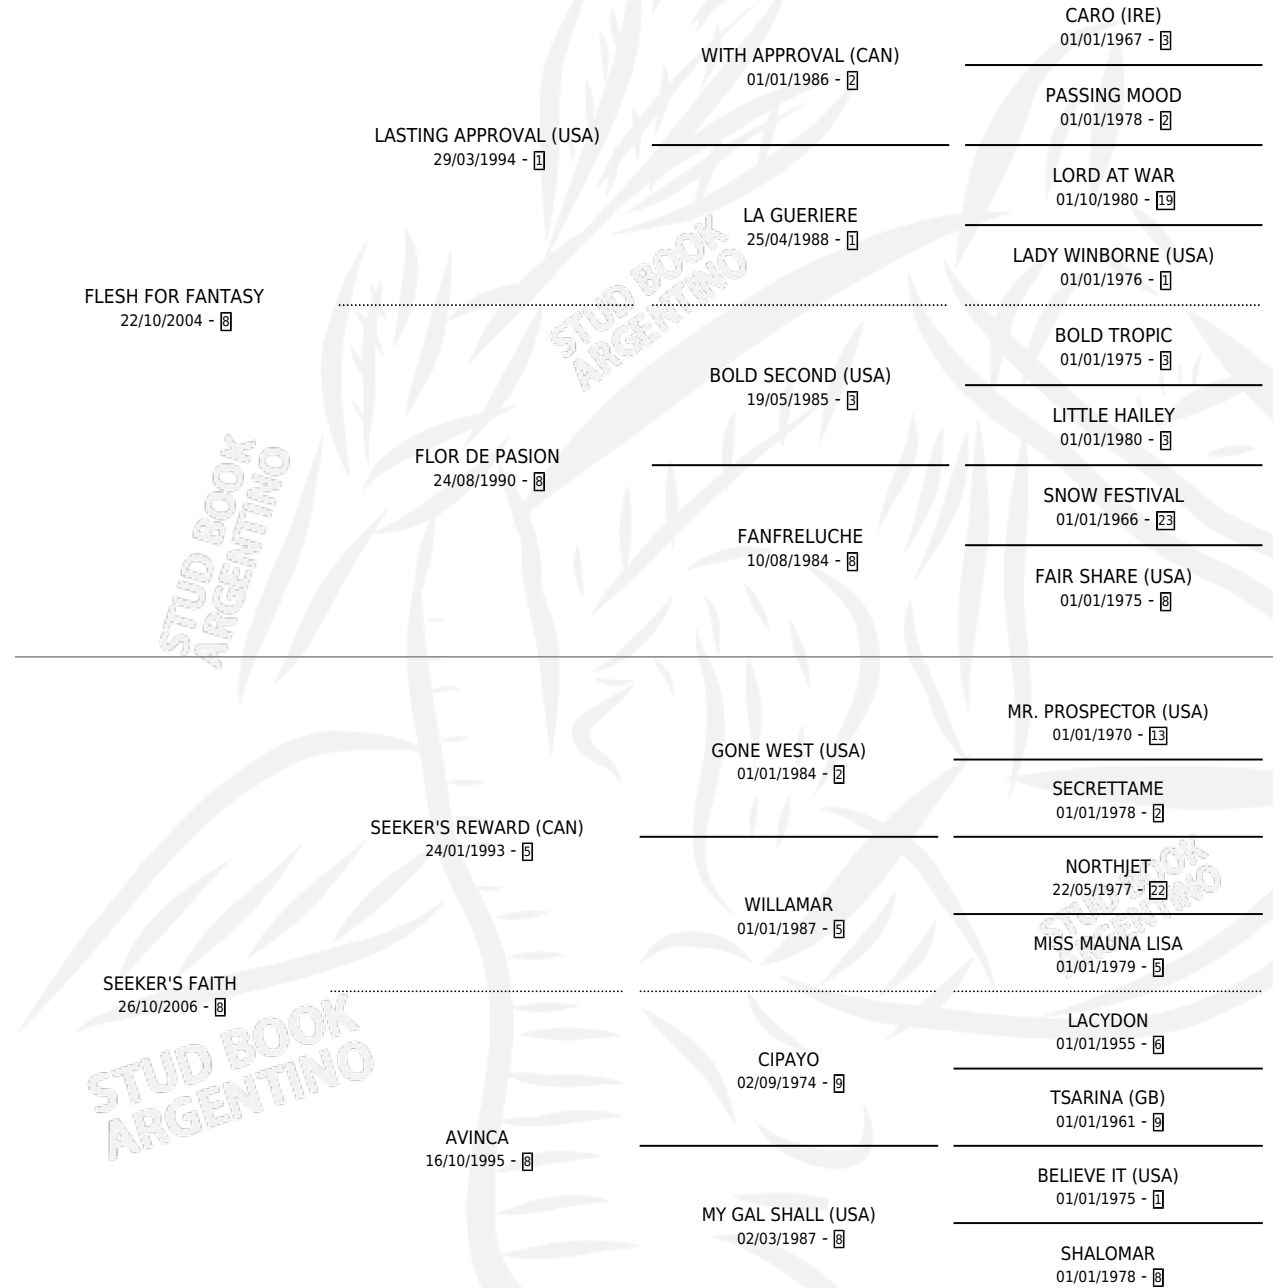 CARO (IRE)
01/01/1967 - 3
WITH APPROVAL (CAN)
01/01/1986 - 2
PASSING MOOD
01/01/1978 - 2
LASTING APPROVAL (USA)
29/03/1994 - 1
LORD AT WAR
01/10/1980 - 19
LA GUERIERE
25/04/1988 - 1
LADY WINBORNE (USA)
01/01/1976 - 1
FLESH FOR FANTASY
22/10/2004 - 8
BOLD TROPIC
01/01/1975 - 3
BOLD SECOND (USA)
19/05/1985 - 3
LITTLE HAILEY
01/01/1980 - 3
FLOR DE PASION
24/08/1990 - 8
SNOW FESTIVAL
01/01/1966 - 23
FANFRELUCHE
10/08/1984 - 8
FAIR SHARE (USA)
01/01/1975 - 8
MR. PROSPECTOR (USA)
01/01/1970 - 13
GONE WEST (USA)
01/01/1984 - 2
SECRETTAME
01/01/1978 - 2
SEEKER'S REWARD (CAN)
24/01/1993 - 5
NORTHJET
22/05/1977 - 22
WILLAMAR
01/01/1987 - 5
MISS MAUNA LISA
01/01/1979 - 5
SEEKER'S FAITH
26/10/2006 - 8
LACYDON
01/01/1955 - 6
CIPAYO
02/09/1974 - 9
TSARINA (GB)
01/01/1961 - 9
AVINCA
16/10/1995 - 8
BELIEVE IT (USA)
01/01/1975 - 1
MY GAL SHALL (USA)
02/03/1987 - 8
SHALOMAR
01/01/1978 - 8
STUD BOOK
ARGENTINO
STUD BOOK
ARGENTINO
STUD BOOK
ARGENTINO
STUD BOOK
ARGENTINO